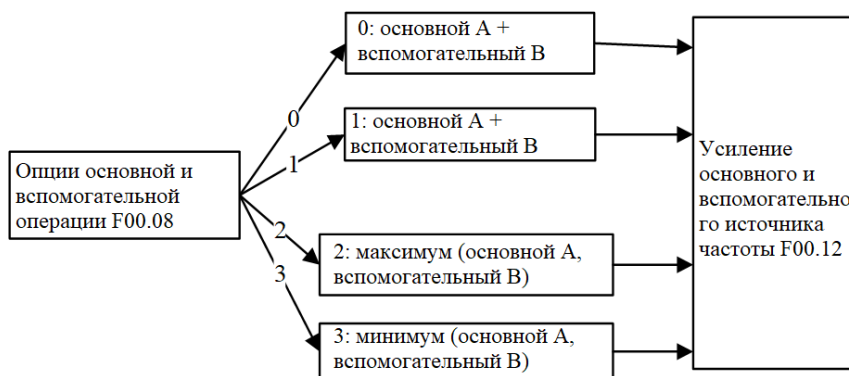 0: основной А +
вспомогательный В
0
1: основной А +
вспомогательный В
1
Опции основной и
вспомогательной
операции F00.08
Усиление
основного и
вспомогательно
го источника
частоты F00.12
2
2: максимум (основной А,
вспомогательный В)
3
3: минимум (основной А,
вспомогательный В)